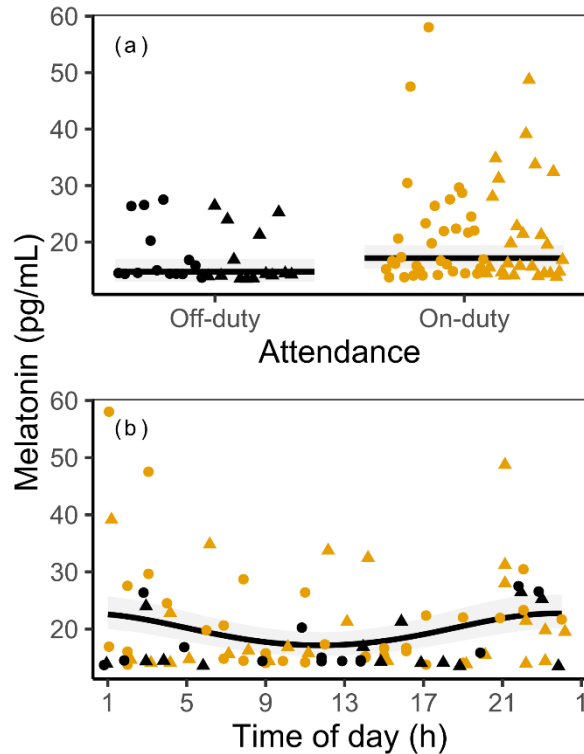 Melatonin (pg/mL)
60
50
40
30
20
(a)
Off-duty On-duty
Attendance
60
50
40
30
20
(b)
1 5 9 13 17 21 1
Time of day (h)